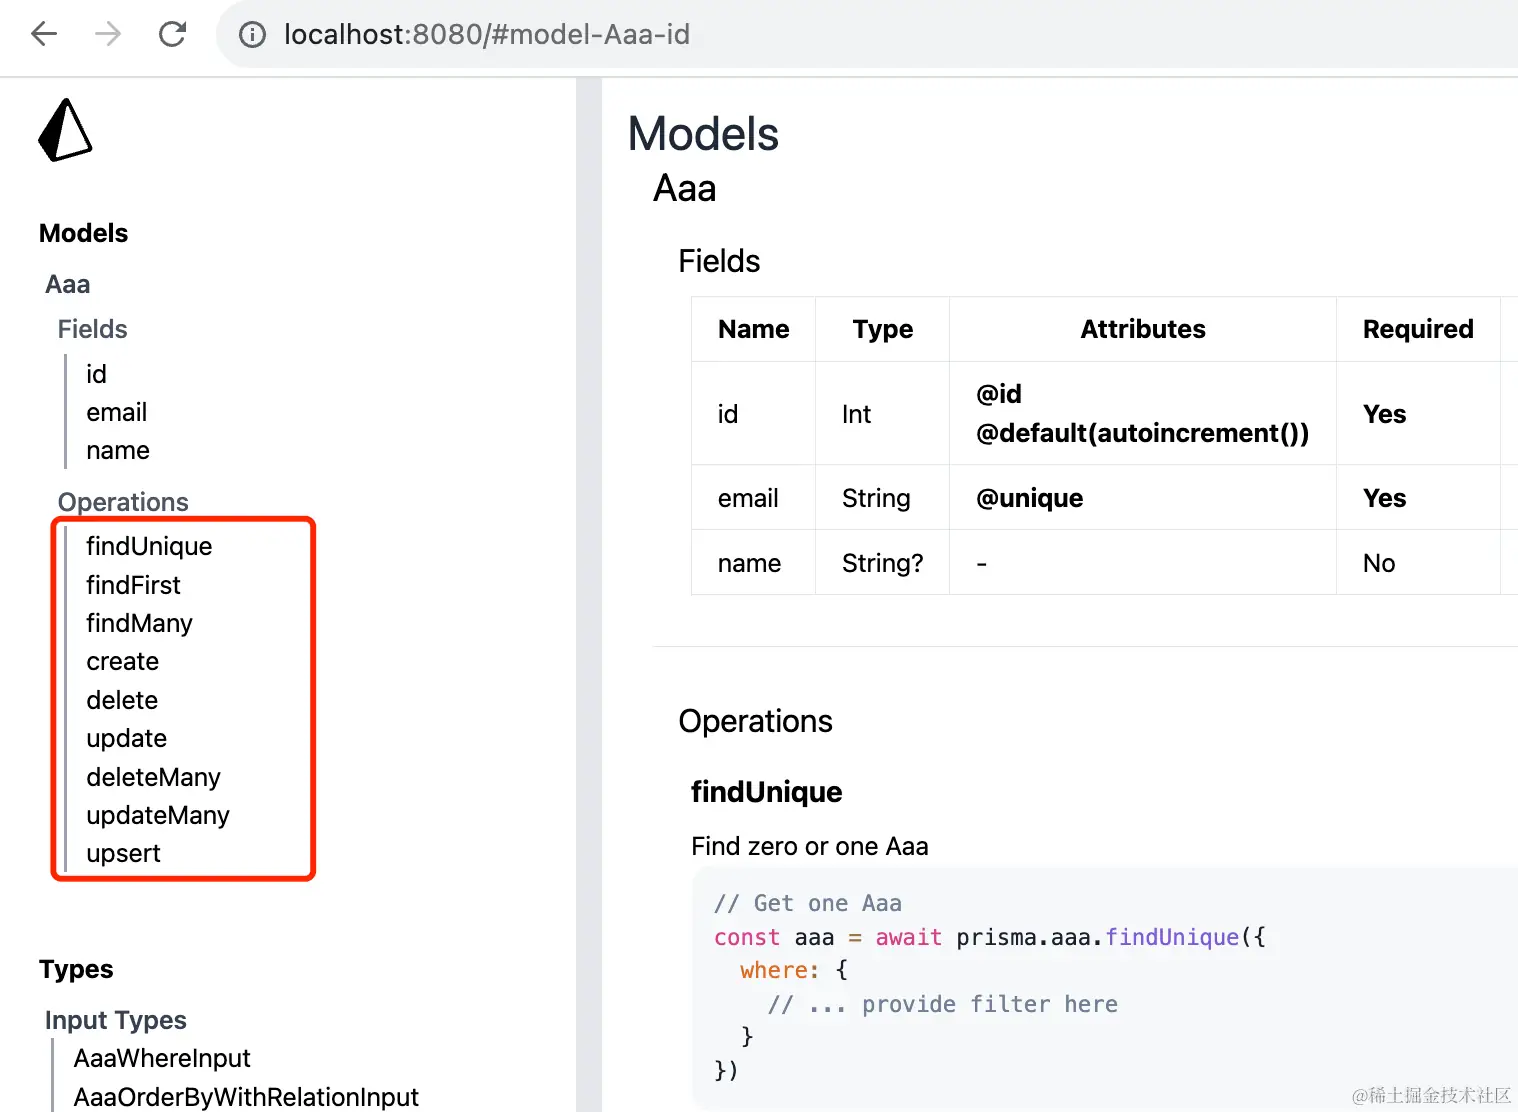 localhost:8080/#model-Aaa-id
Models
Aaa
Fields
id
email
name
Operations
findUnique
findFirst
findMany
create
delete
update
deleteMany
updateMany
upsert
Types
Input Types
AaaWhereInput
AaaOrderByWithRelationInput
Models
Aaa
Fields
Name Type Attributes Required
id Int @id @default(autoincrement()) Yes
email String @unique Yes
name String? - No
Operations
findUnique
Find zero or one Aaa
// Get one Aaa
const aaa = await prisma.aaa.findUnique({
where: {
// ... provide filter here
}
})
@稀土掘金技术社区